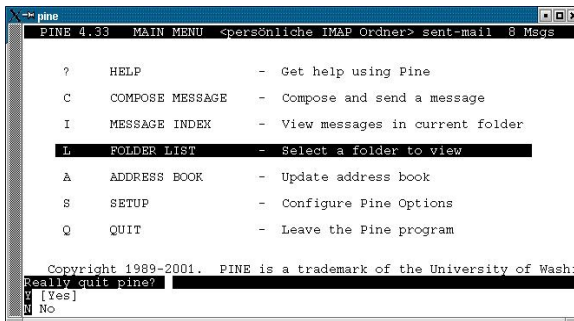 pine
PINE 4.33 MAIN MENU <persönliche IMAP Ordner> sent-mail 8 Msgs
? HELP - Get help using Pine
C COMPOSE MESSAGE - Compose and send a message
I MESSAGE INDEX - View messages in current folder
L FOLDER LIST - Select a folder to view
A ADDRESS BOOK - Update address book
S SETUP - Configure Pine Options
Q QUIT - Leave the Pine program
Copyright 1989-2001. PINE is a trademark of the University of Wash
Really quit pine?
Y [Yes]
N No